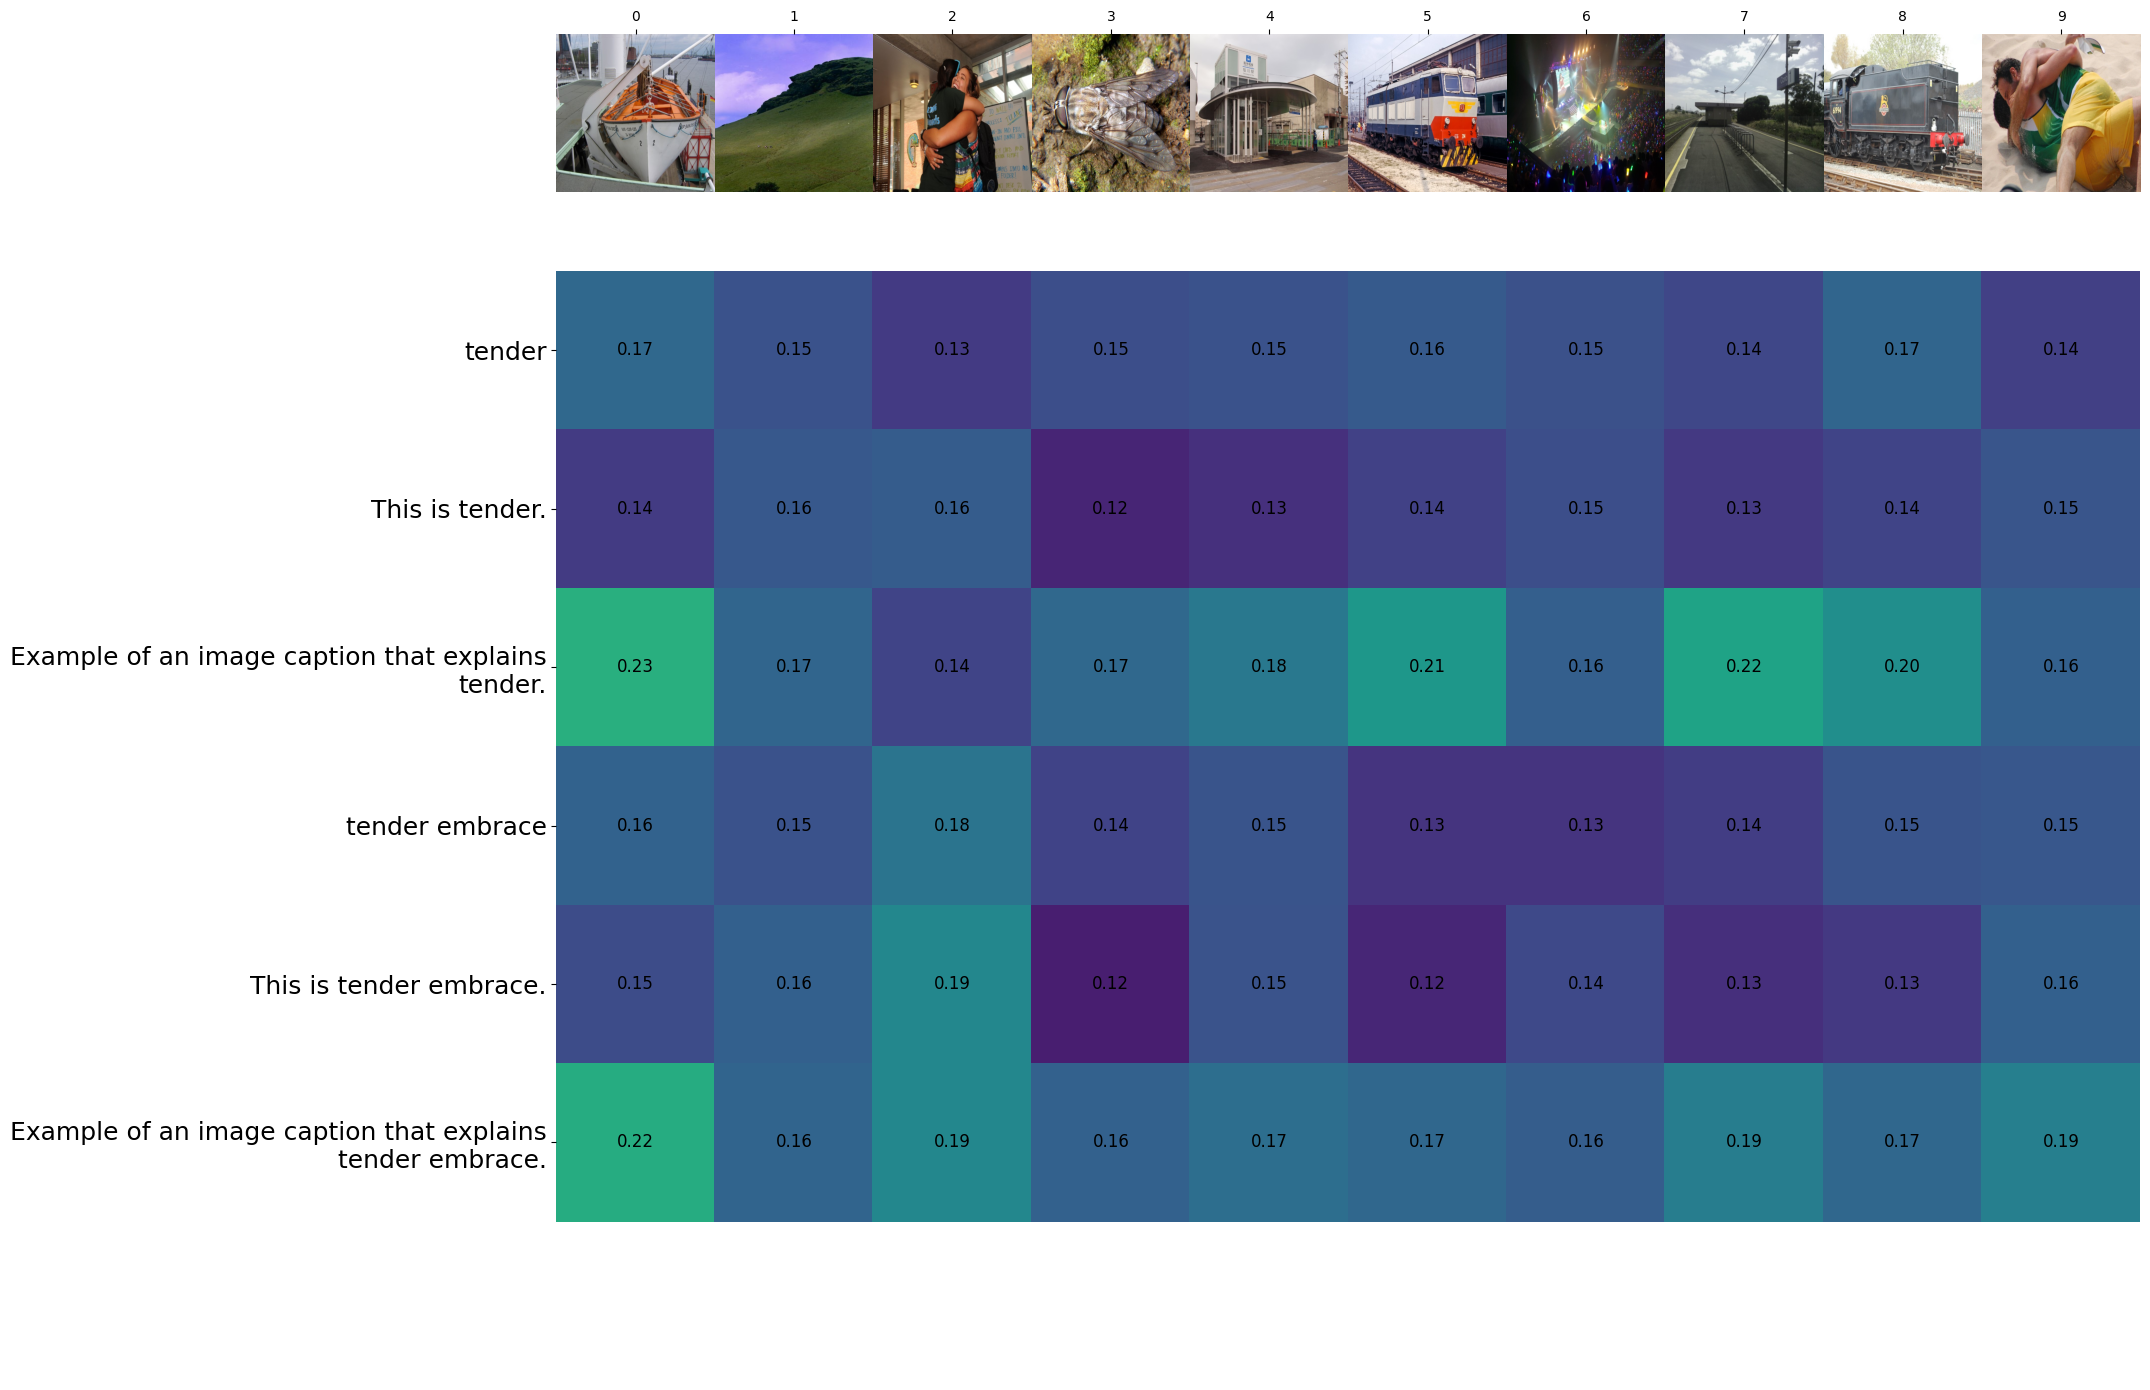 0 1 2 3 4 5 6 7 8 9
tender
0.17 0.15 0.13 0.15 0.15 0.16 0.15 0.14 0.17 0.14
This is tender.
0.14 0.16 0.16 0.12 0.13 0.14 0.15 0.13 0.14 0.15
Example of an image caption that explains
tender.
0.23 0.17 0.14 0.17 0.18 0.21 0.16 0.22 0.20 0.16
tender embrace
0.16 0.15 0.18 0.14 0.15 0.13 0.13 0.14 0.15 0.15
This is tender embrace.
0.15 0.16 0.19 0.12 0.15 0.12 0.14 0.13 0.13 0.16
Example of an image caption that explains
tender embrace.
0.22 0.16 0.19 0.16 0.17 0.17 0.16 0.19 0.17 0.19